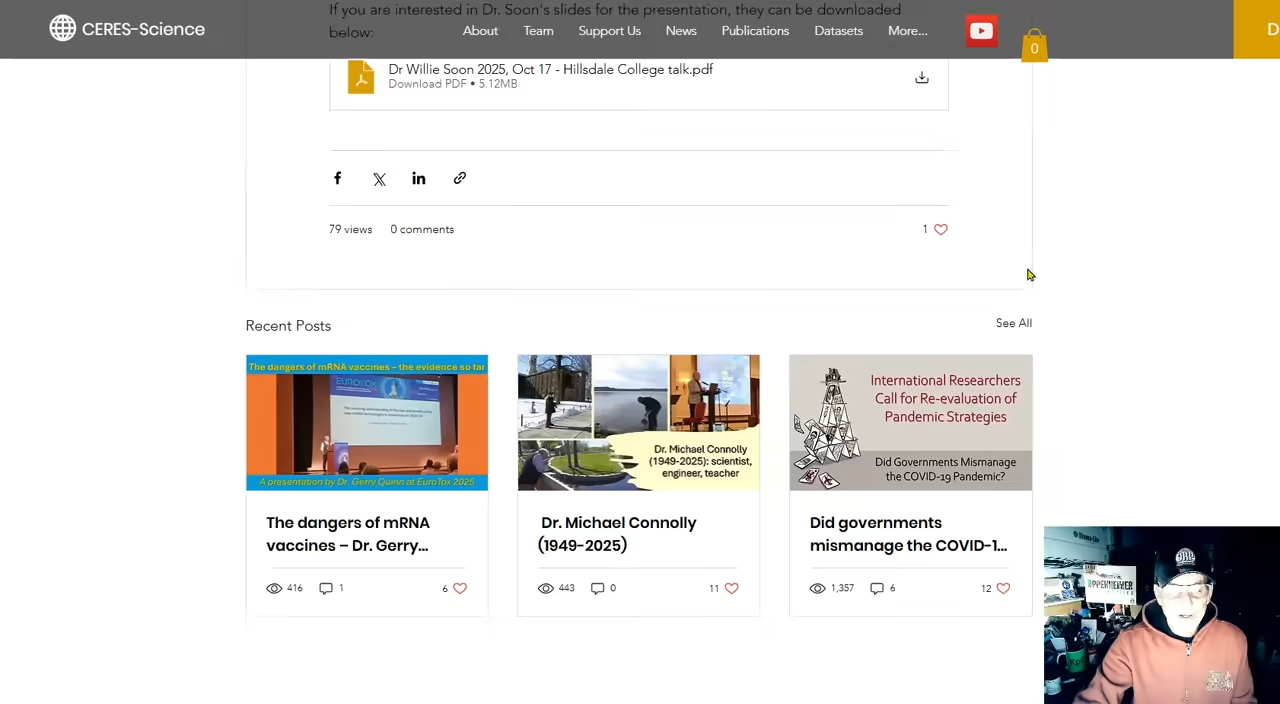 If you are interested in Dr. Soon's slides for the presentation, they can be downloaded
below:
CERES-Science
About Team Support Us News Publications Datasets More...
0
D
Dr Willie Soon 2025, Oct 17 - Hillsdale College talk.pdf
Download PDF • 5.12MB
79 views 0 comments
1
Recent Posts
See All
The dangers of mRNA vaccines – the evidence so far
A presentation by Dr. Gerry Quinn at EuroTox 2025
The dangers of mRNA
vaccines – Dr. Gerry...
416 1 6
Dr. Michael Connolly
(1949-2025): scientist,
engineer, teacher
Dr. Michael Connolly
(1949-2025)
443 0 11
International Researchers
Call for Re-evaluation of
Pandemic Strategies
Did Governments Mismanage
the COVID-19 Pandemic?
Did governments
mismanage the COVID-1...
1,357 6 12